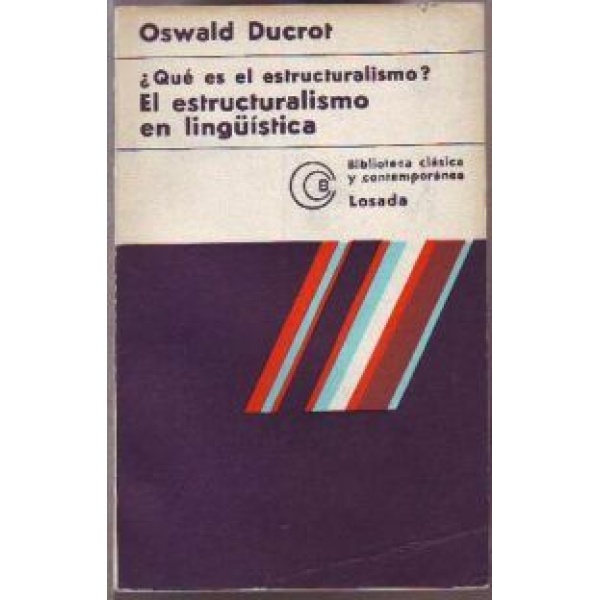 Oswald Ducrot
¿Qué es el estructuralismo?
El estructuralismo
en lingüística
B
Biblioteca clásica
y contemporánea
Losada